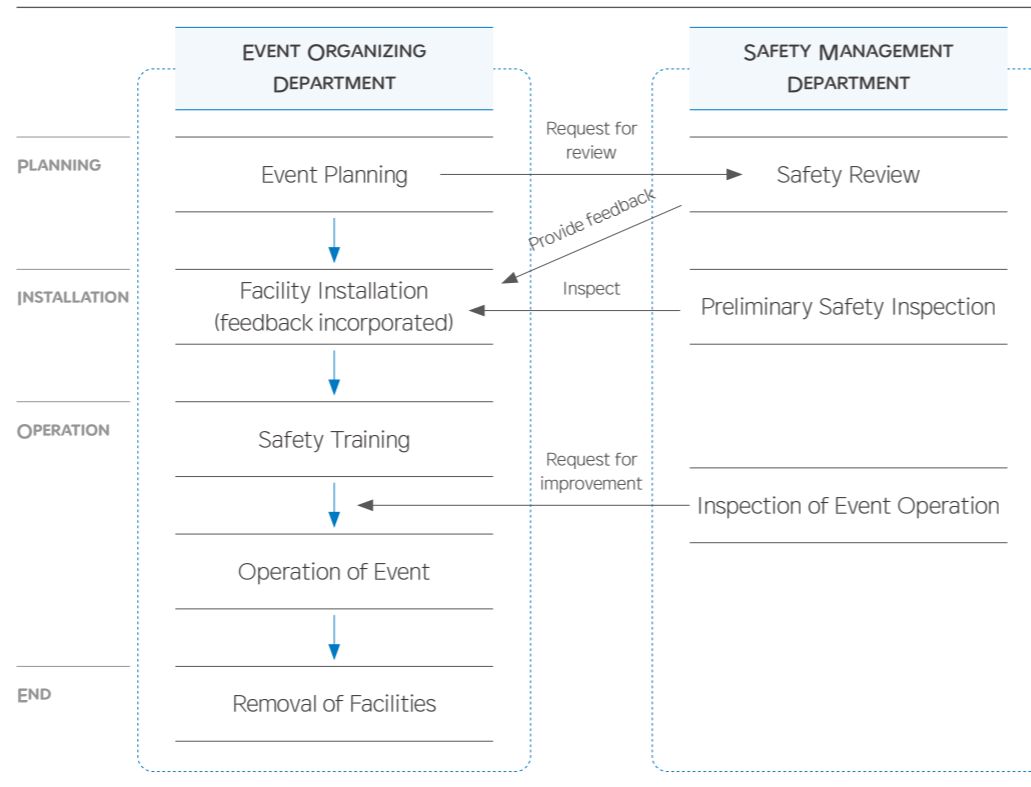 EVENT ORGANIZING
DEPARTMENT
SAFETY MANAGEMENT
DEPARTMENT
PLANNING
Event Planning
Request for
review
Safety Review
Provide feedback
INSTALLATION
Facility Installation
(feedback incorporated)
Inspect
Preliminary Safety Inspection
OPERATION
Safety Training
Request for
improvement
Inspection of Event Operation
Operation of Event
END
Removal of Facilities